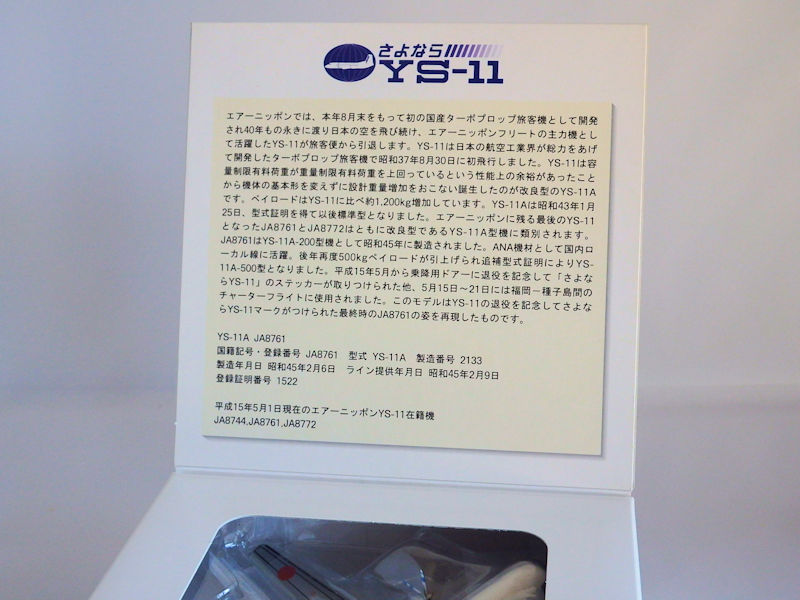 さよなら
YS-11
エアーニッポンでは、本年8月末をもって初の国産ターボプロップ旅客機として開発
され40年もの永きに渡り日本の空を飛び続け、エアーニッポンフリートの主力機とし
て活躍したYS-11が旅客便から引退します。YS-11は日本の航空工業界が総力をあげ
て開発したターボプロップ旅客機で昭和37年8月30日に初飛行しました。YS-11は容
量制限有料荷重が重量制限有料荷重を上回っているという性能上の余裕があったこと
から機体の基本形を変えずに設計重量増加をおこない誕生したのが改良型のYS-11A
です。ペイロードはYS-11に比べ約1,200kg増加しています。YS-11Aは昭和43年1月
25日、型式証明を得て以後標準型となりました。エアーニッポンに残る最後のYS-11
となったJA8761とJA8772はともに改良型であるYS-11A型機に類別されます。
JA8761はYS-11A-200型機として昭和45年に製造されました。ANA機材として国内ロ
ーカル線に活躍。後年再度500kgペイロードが引上げられ追補型式証明によりYS-
11A-500型となりました。平成15年5月から乗降用ドアーに退役を記念して「さよな
らYS-11」のステッカーが取りつけられた他、5月15日～21日には福岡－種子島間の
チャーターフライトに使用されました。このモデルはYS-11の退役を記念してさよな
らYS-11マークがつけられた最終時のJA8761の姿を再現したものです。
YS-11A JA8761
国籍記号・登録番号 JA8761 型式 YS-11A 製造番号 2133
製造年月日 昭和45年2月6日 ライン提供年月日 昭和45年2月9日
登録証明番号 1522
平成15年5月1日現在のエアーニッポンYS-11在籍機
JA8744,JA8761,JA8772